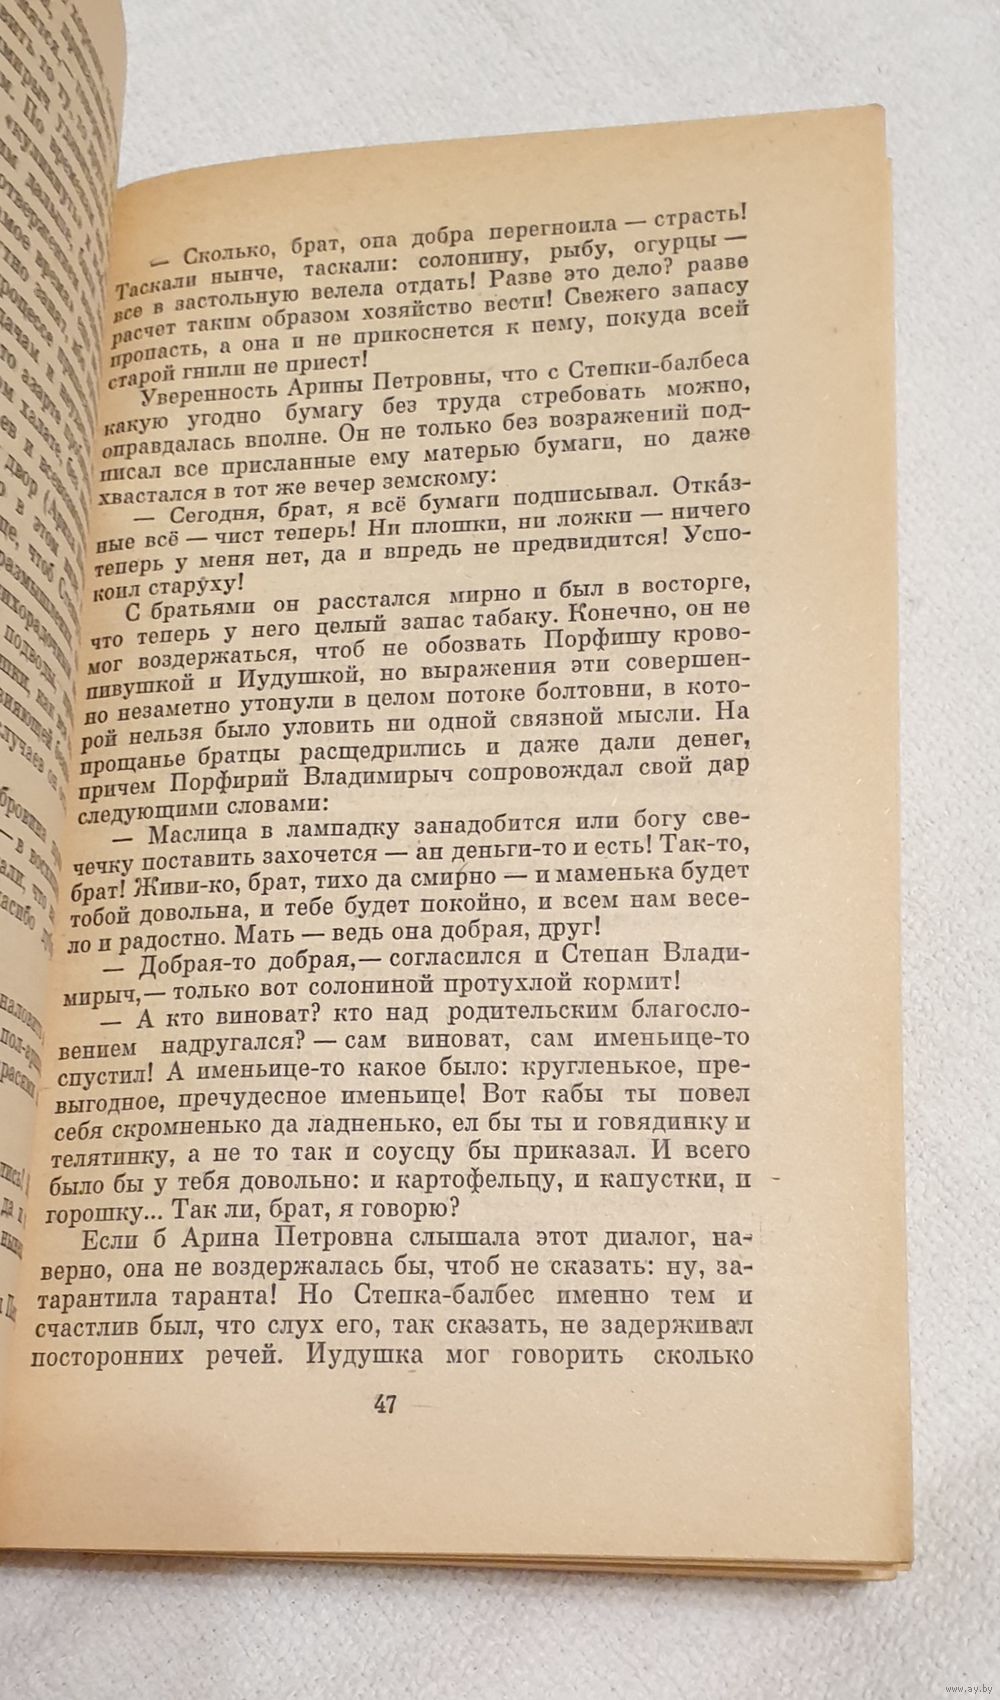 — Сколько, брат, она добра перегноила — страсть!
Таскали нынче, таскали: солонину, рыбу, огурцы —
все в застольную велела отдать! Разве это дело? разве
расчет таким образом хозяйство вести! Свежего запасу
пропасть, а она и не прикоснется к нему, покуда всей
старой гнили не приест!
Уверенность Арины Петровны, что с Степки-балбеса
какую угодно бумагу без труда стребовать можно,
оправдалась вполне. Он не только без возражений под-
писал все присланные ему матерью бумаги, но даже
хвастался в тот же вечер земскому:
— Сегодня, брат, я всё бумаги подписывал. Отка́з-
ные всё — чист теперь! Ни плошки, ни ложки — ничего
теперь у меня нет, да и впредь не предвидится! Успо-
коил старуху!
С братьями он расстался мирно и был в восторге,
что теперь у него целый запас табаку. Конечно, он не
мог воздержаться, чтоб не обозвать Порфишу крово-
пивушкой и Иудушкой, но выражения эти совершен-
но незаметно утонули в целом потоке болтовни, в кото-
рой нельзя было уловить ни одной связной мысли. На
прощанье братцы расщедрились и даже дали денег,
причем Порфирий Владимирыч сопровождал свой дар
следующими словами:
— Маслица в лампадку занадобится или богу све-
чечку поставить захочется — ан деньги-то и есть! Так-то,
брат! Живи-ко, брат, тихо да смирно — и маменька будет
тобой довольна, и тебе будет покойно, и всем нам весе-
ло и радостно. Мать — ведь она добрая, друг!
— Добрая-то добрая,— согласился и Степан Влади-
мирыч,— только вот солониной протухлой кормит!
— А кто виноват? кто над родительским благосло-
вением надругался? — сам виноват, сам именьице-то
спустил! А именьице-то какое было: кругленькое, пре-
выгодное, пречудесное именьице! Вот кабы ты повел
себя скромненько да ладненько, ел бы ты и говядинку и
телятинку, а не то так и соусцу бы приказал. И всего
было бы у тебя довольно: и картофельцу, и капустки, и
горошку... Так ли, брат, я говорю?
Если б Арина Петровна слышала этот диалог, на-
верно, она не воздержалась бы, чтоб не сказать: ну, за-
тарантила таранта! Но Степка-балбес именно тем и
счастлив был, что слух его, так сказать, не задерживал
посторонних речей. Иудушка мог говорить сколько
47
www.ay.by